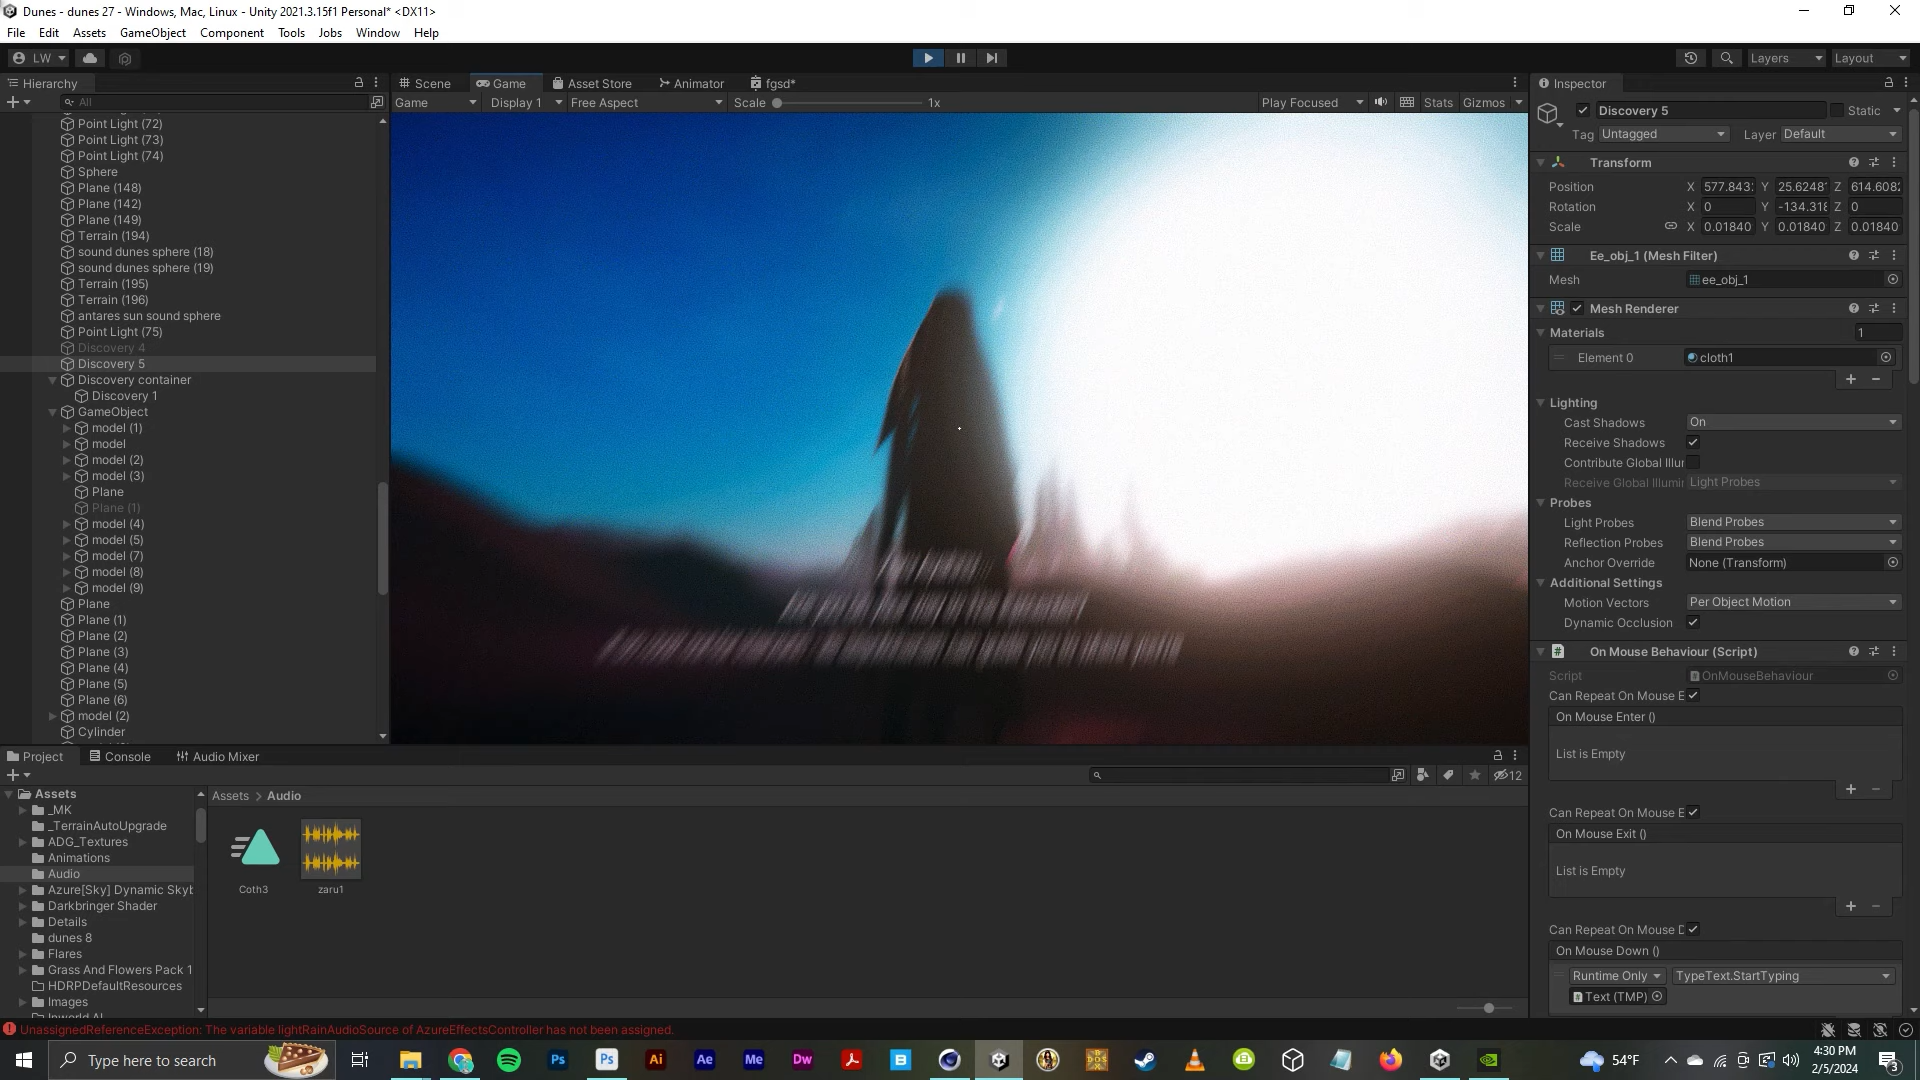 Dunes - dunes 27 - Windows, Mac, Linux - Unity 2021.3.15f1 Personal* <DX11>
File Edit Assets GameObject Component Tools Jobs Window Help
LW Layers Layout
Hierarchy
All
Point Light (72)
Point Light (73)
Point Light (74)
Sphere
Plane (148)
Plane (142)
Plane (149)
Terrain (194)
sound dunes sphere (18)
sound dunes sphere (19)
Terrain (195)
Terrain (196)
antares sun sound sphere
Point Light (75)
Discovery 4
Discovery 5
Discovery container
Discovery 1
GameObject
model (1)
model
model (2)
model (3)
Plane
Plane (1)
model (4)
model (5)
model (7)
model (8)
model (9)
Plane
Plane (1)
Plane (2)
Plane (3)
Plane (4)
Plane (5)
Plane (6)
model (2)
Cylinder
Scene Game Asset Store Animator fgsd*
Game Display 1 Free Aspect Scale 1x Play Focused Stats Gizmos
Inspector
Discovery 5 Static
Tag Untagged Layer Default
Transform
Position X 577.843 Y 25.6248 Z 614.608
Rotation X 0 Y -134.318 Z 0
Scale X 0.01840 Y 0.01840 Z 0.01840
Ee_obj_1 (Mesh Filter)
Mesh ee_obj_1
Mesh Renderer
Materials 1
Element 0 cloth1
Lighting
Cast Shadows On
Receive Shadows
Contribute Global Illur
Receive Global Illumin Light Probes
Probes
Light Probes Blend Probes
Reflection Probes Blend Probes
Anchor Override None (Transform)
Additional Settings
Motion Vectors Per Object Motion
Dynamic Occlusion
On Mouse Behaviour (Script)
Script OnMouseBehaviour
Can Repeat On Mouse E
On Mouse Enter ()
List is Empty
Can Repeat On Mouse E
On Mouse Exit ()
List is Empty
Can Repeat On Mouse D
On Mouse Down ()
Runtime Only TypeText.StartTyping
Text (TMP)
Project Console Audio Mixer
12
Assets
_MK
_TerrainAutoUpgrade
ADG_Textures
Animations
Audio
Azure[Sky] Dynamic Skyb
Darkbringer Shader
Details
dunes 8
Flares
Grass And Flowers Pack 1
HDRPDefaultResources
Images
Inworld AI
Assets > Audio
Coth3
zaru1
UnassignedReferenceException: The variable lightRainAudioSource of AzureEffectsController has not been assigned.
Type here to search
Ps Ps Ai Ae Me Dw
54°F
4:30 PM
2/5/2024
3